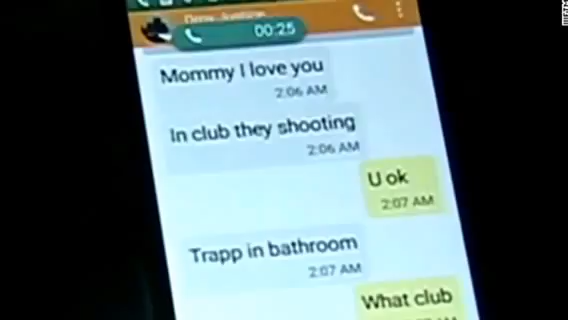 00:25
Mommy I love you
2:06 AM
In club they shooting
2:06 AM
U ok
2:07 AM
Trapp in bathroom
2:07 AM
What club